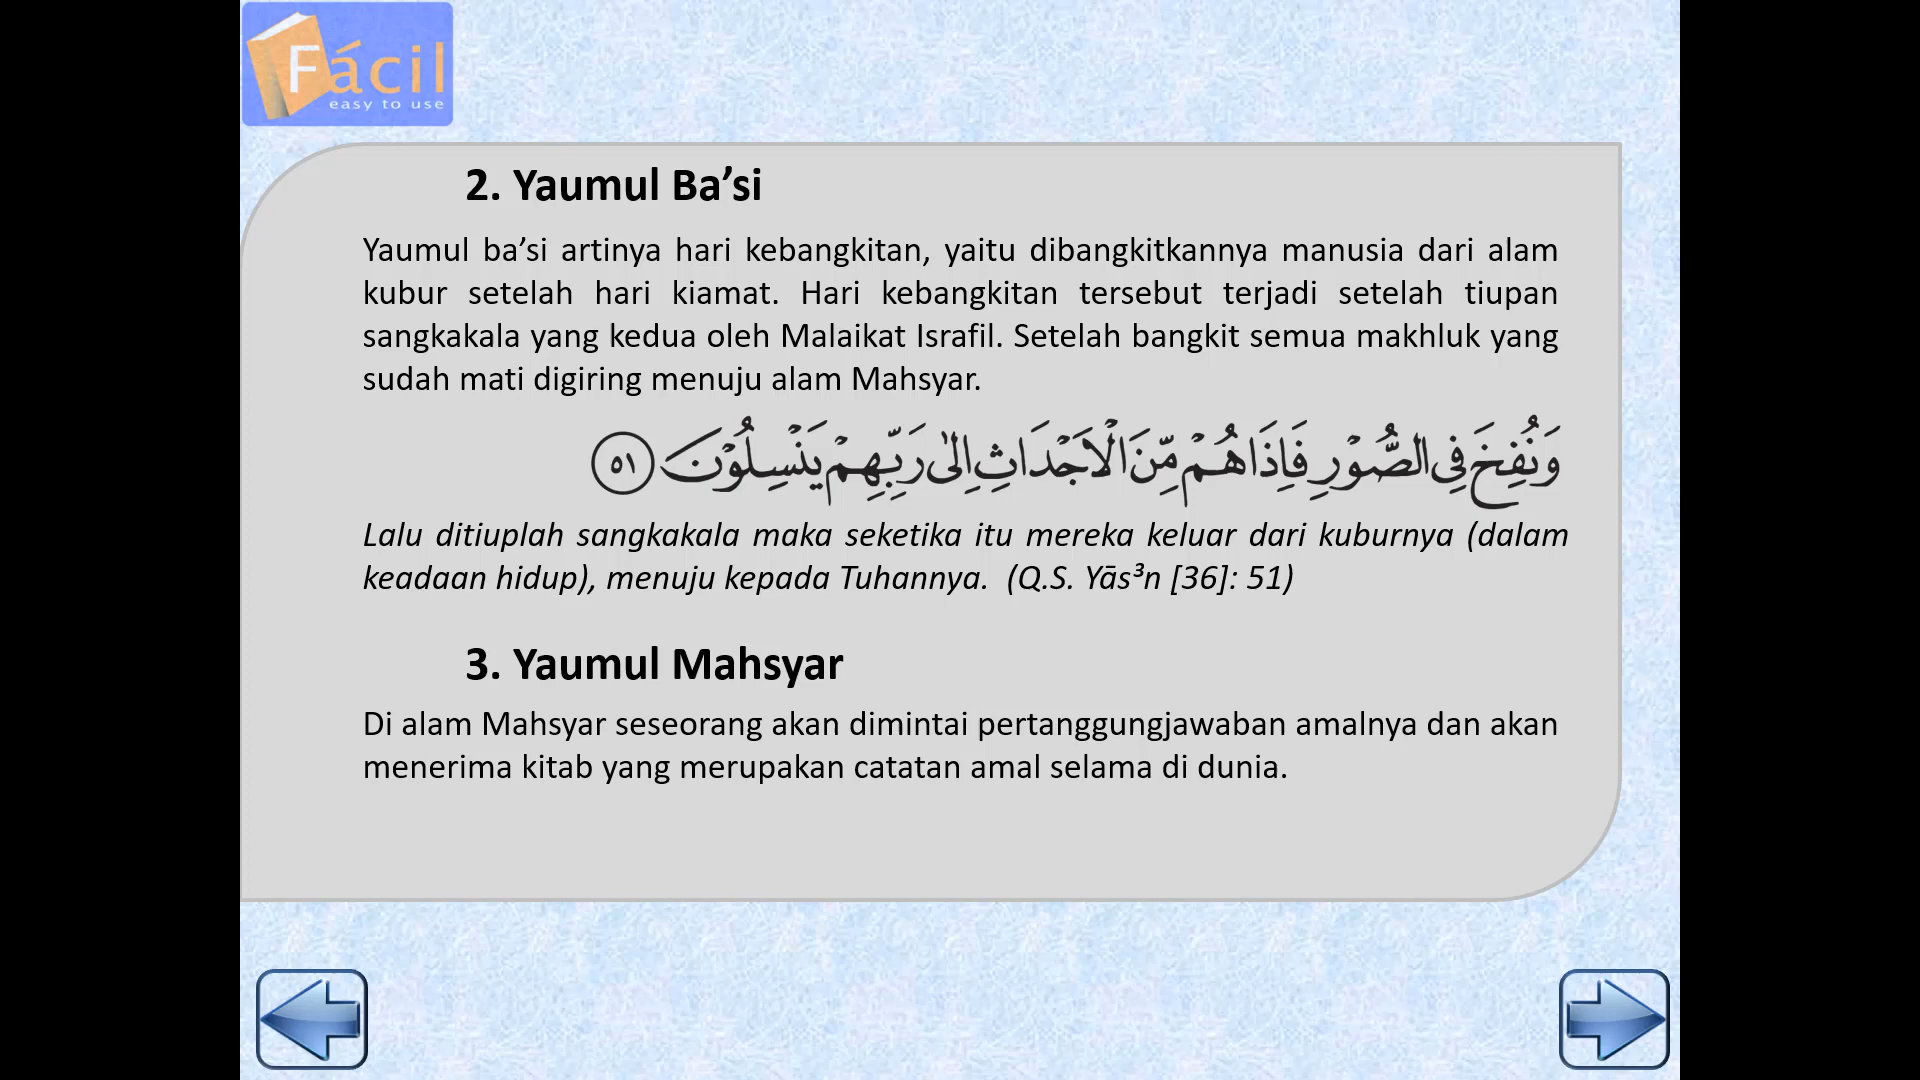 Fácil
easy to use
2. Yaumul Ba’si
Yaumul ba’si artinya hari kebangkitan, yaitu dibangkitkannya manusia dari alam
kubur setelah hari kiamat. Hari kebangkitan tersebut terjadi setelah tiupan
sangkakala yang kedua oleh Malaikat Israfil. Setelah bangkit semua makhluk yang
sudah mati digiring menuju alam Mahsyar.
وَنُفِخَ فِى الصُّوْرِ فَاِذَا هُمْ مِّنَ الْاَجْدَاثِ اِلٰى رَبِّهِمْ يَنْسِلُوْنَ ٥١
Lalu ditiuplah sangkakala maka seketika itu mereka keluar dari kuburnya (dalam
keadaan hidup), menuju kepada Tuhannya. (Q.S. Yās³n [36]: 51)
3. Yaumul Mahsyar
Di alam Mahsyar seseorang akan dimintai pertanggungjawaban amalnya dan akan
menerima kitab yang merupakan catatan amal selama di dunia.